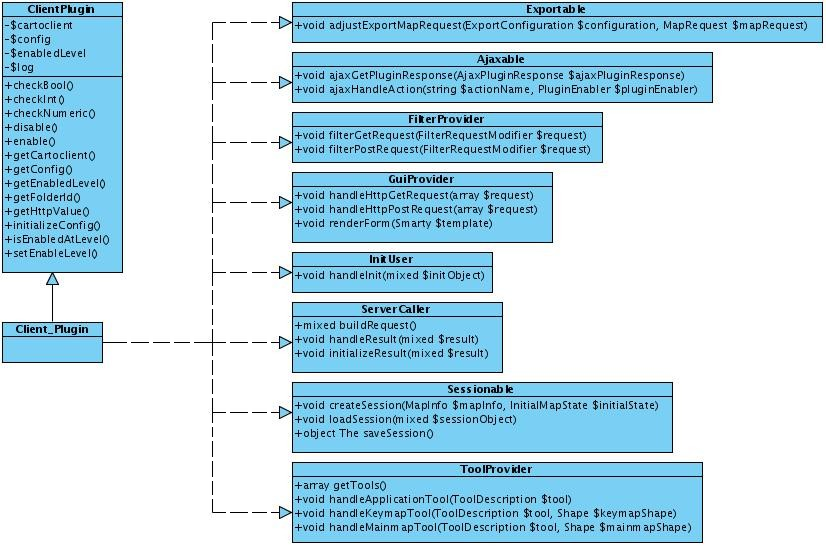 ClientPlugin
-$cartoclient
-$config
-$enabledLevel
-$log
+checkBool()
+checkInt()
+checkNumeric()
+disable()
+enable()
+getCartoclient()
+getConfig()
+getEnabledLevel()
+getFolderId()
+getHttpValue()
+initializeConfig()
+isEnabledAtLevel()
+setEnableLevel()
Client_Plugin
Exportable
+void adjustExportMapRequest(ExportConfiguration $configuration, MapRequest $mapRequest)
Ajaxable
+void ajaxGetPluginResponse(AjaxPluginResponse $ajaxPluginResponse)
+void ajaxHandleAction(string $actionName, PluginEnabler $pluginEnabler)
FilterProvider
+void filterGetRequest(FilterRequestModifier $request)
+void filterPostRequest(FilterRequestModifier $request)
GuiProvider
+void handleHttpGetRequest(array $request)
+void handleHttpPostRequest(array $request)
+void renderForm(Smarty $template)
InitUser
+void handleInit(mixed $initObject)
ServerCaller
+mixed buildRequest()
+void handleResult(mixed $result)
+void initializeResult(mixed $result)
Sessionable
+void createSession(MapInfo $mapInfo, InitialMapState $initialState)
+void loadSession(mixed $sessionObject)
+object The saveSession()
ToolProvider
+array getTools()
+void handleApplicationTool(ToolDescription $tool)
+void handleKeymapTool(ToolDescription $tool, Shape $keymapShape)
+void handleMainmapTool(ToolDescription $tool, Shape $mainmapShape)